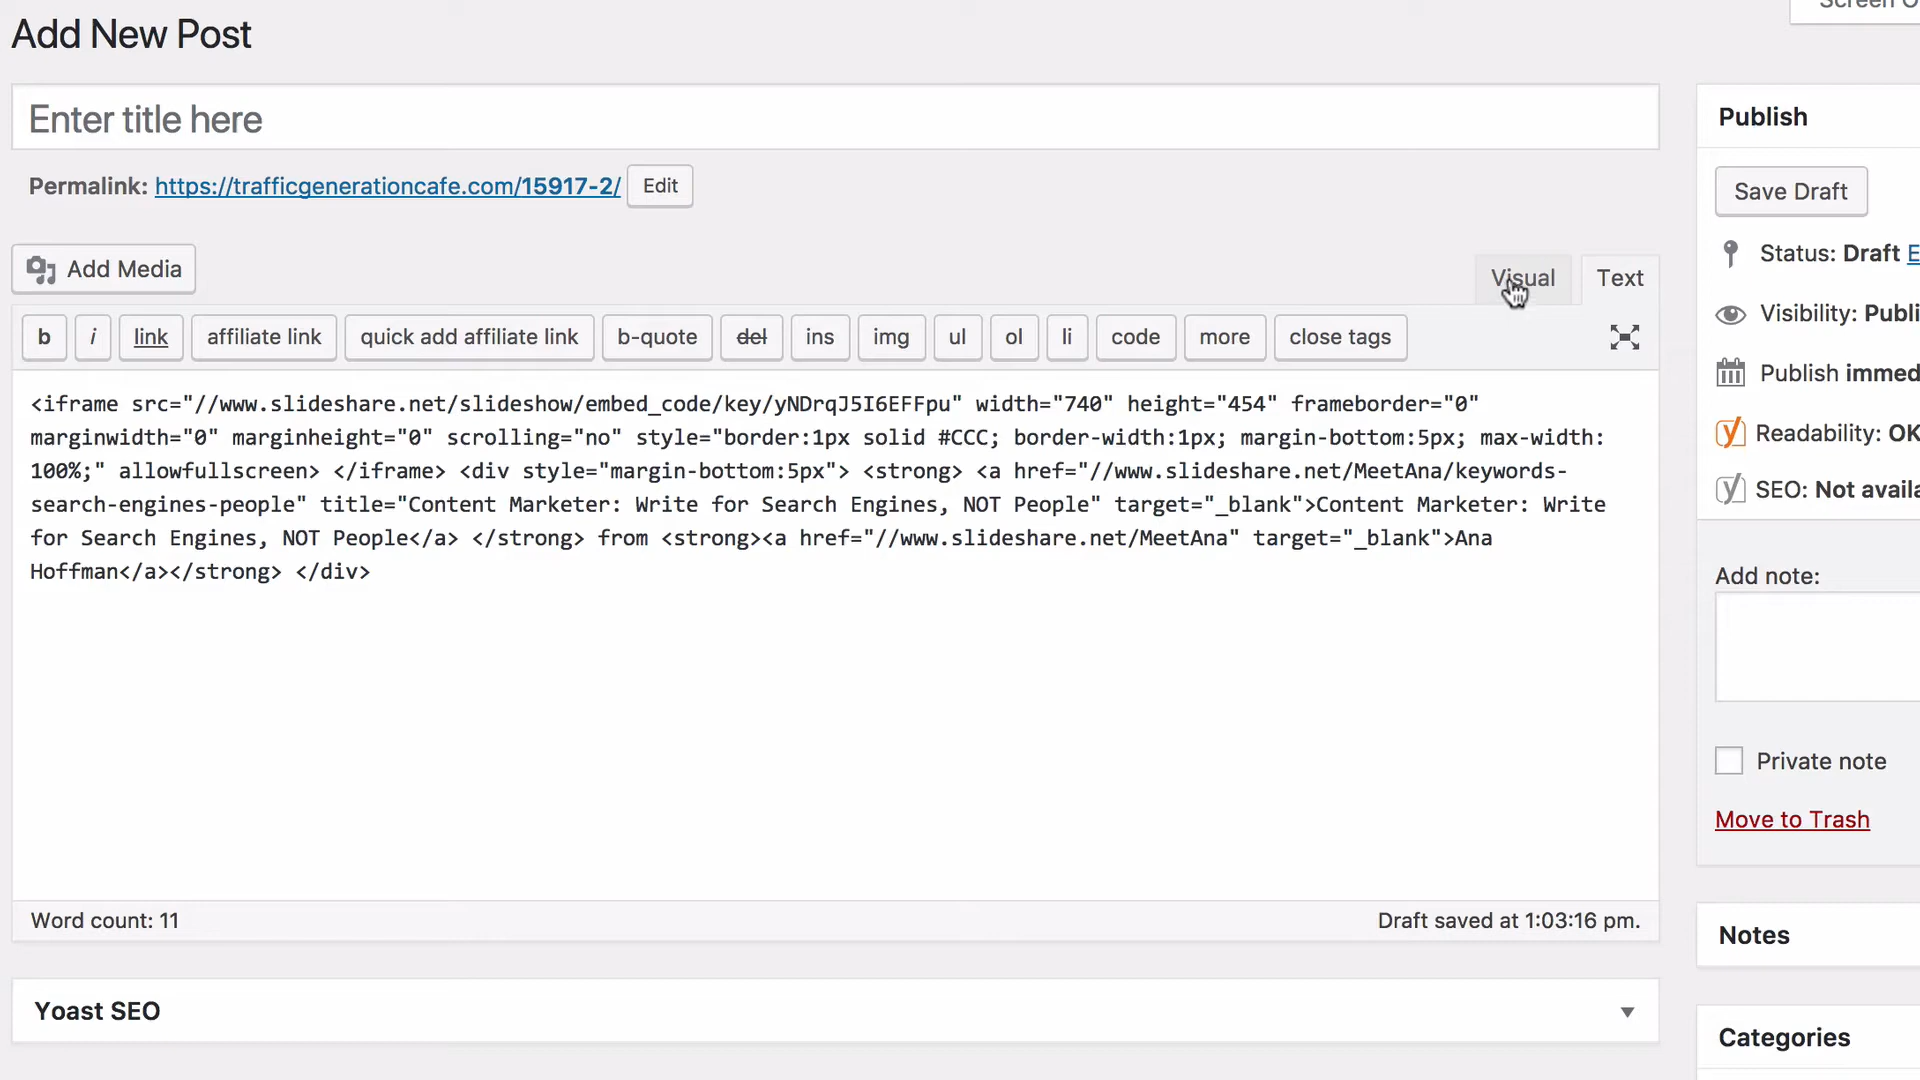 Screen O
Add New Post
Enter title here
Permalink: https://trafficgenerationcafe.com/15917-2/ Edit
Add Media
Visual Text
b i link affiliate link quick add affiliate link b-quote del ins img ul ol li code more close tags
<iframe src="//www.slideshare.net/slideshow/embed_code/key/yNDrqJ5I6EFFpu" width="740" height="454" frameborder="0"
marginwidth="0" marginheight="0" scrolling="no" style="border:1px solid #CCC; border-width:1px; margin-bottom:5px; max-width:
100%;" allowfullscreen> </iframe> <div style="margin-bottom:5px"> <strong> <a href="//www.slideshare.net/MeetAna/keywords-
search-engines-people" title="Content Marketer: Write for Search Engines, NOT People" target="_blank">Content Marketer: Write
for Search Engines, NOT People</a> </strong> from <strong><a href="//www.slideshare.net/MeetAna" target="_blank">Ana
Hoffman</a></strong> </div>
Word count: 11
Draft saved at 1:03:16 pm.
Yoast SEO
Publish
Save Draft
Status: Draft E
Visibility: Publi
Publish immed
Readability: OK
SEO: Not availa
Add note:
Private note
Move to Trash
Notes
Categories